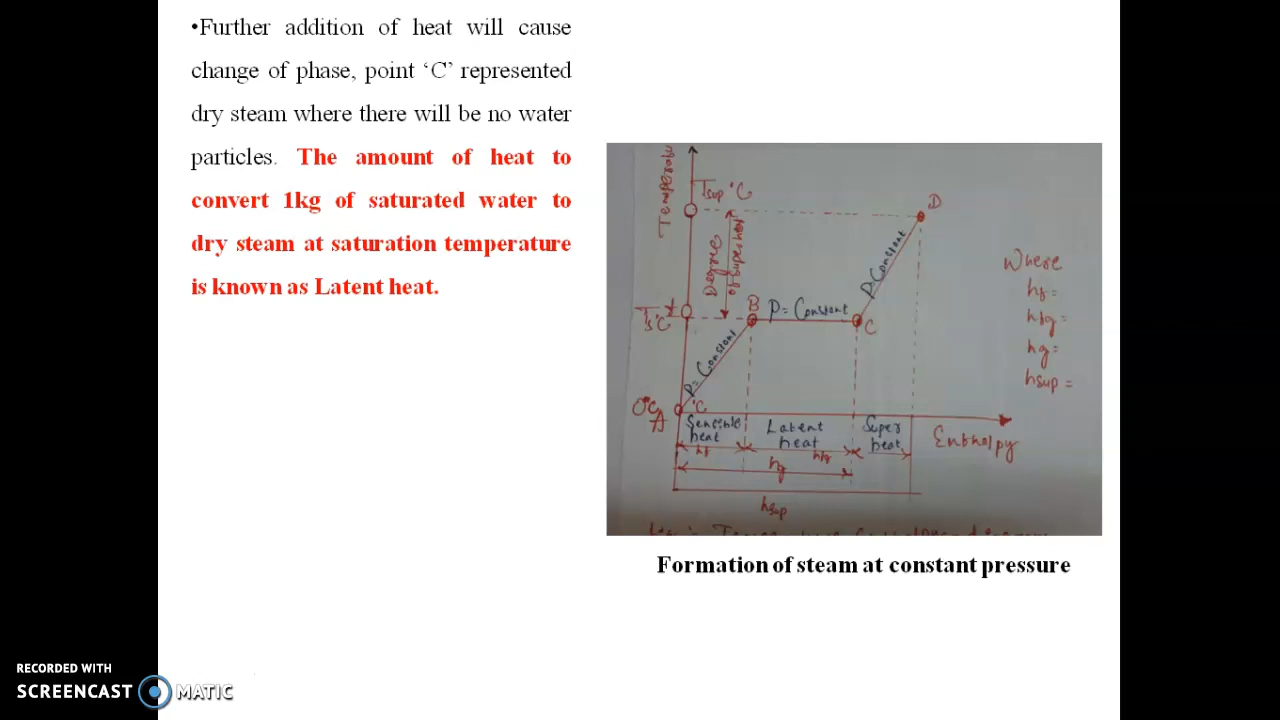 •Further addition of heat will cause
change of phase, point ‘C’ represented
dry steam where there will be no water
particles. The amount of heat to
convert 1kg of saturated water to
dry steam at saturation temperature
is known as Latent heat.
Tsup °C
D
Degree
of superheat
Where
hf =
hfg =
hg =
hsup =
Ts°C
B
P = Constant
C
P = Constant
P = Constant
0°C
A
°C
Sensible
heat
Latent
heat
Super
heat
Enthalpy
hf
hfg
hg
hsup
Formation of steam at constant pressure
RECORDED WITH
SCREENCAST MATIC